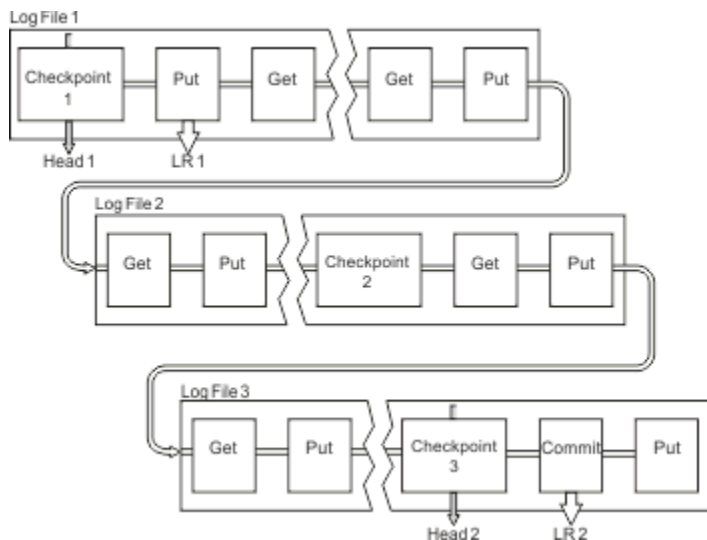 Log File 1
Checkpoint
1
Put
Get
Get
Put
Head 1
LR 1
Log File 2
Get
Put
Checkpoint
2
Get
Put
Log File 3
Get
Put
Checkpoint
3
Commit
Put
Head 2
LR 2